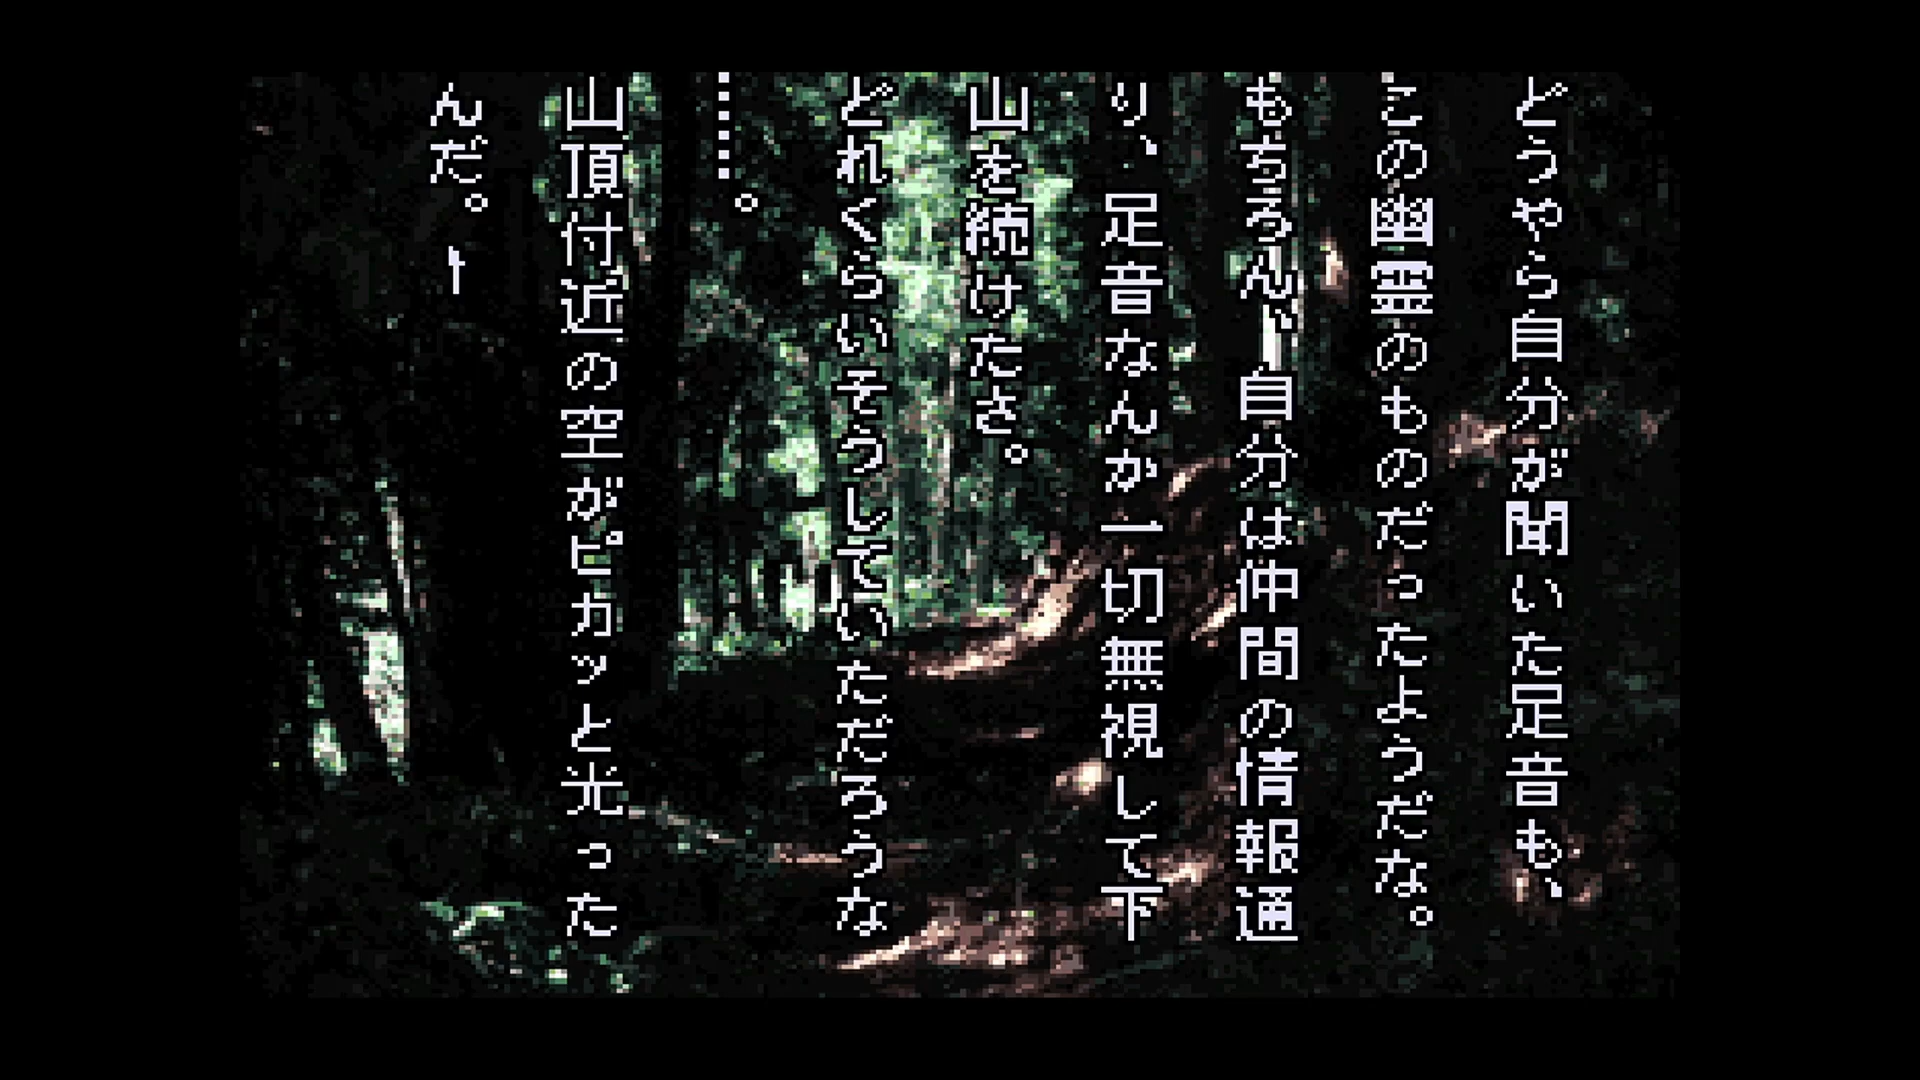 どうやら自分が聞いた足音も、
この幽霊のものだったようだな。
もちろん、自分は仲間の情報通
り、足音なんか一切無視して下
山を続けたさ。
どれくらいそうしていただろうな
……。
山頂付近の空がピカッと光った
んだ。